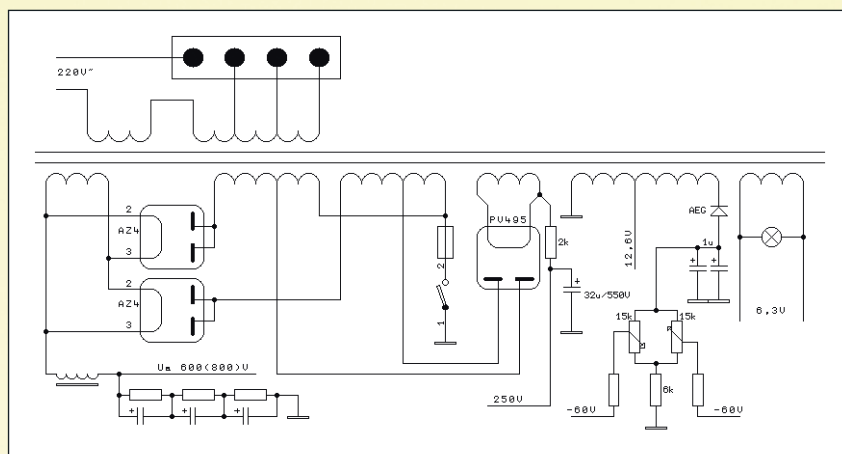 220V~
2
AZ4
3
2
AZ4
3
Ua 600(800)V
2
1
PV495
2k
+
32u/550V
250V
12,6V
AEG
1u
+
+
15k
15k
6k
-60V
-60V
6,3V
+
+
+